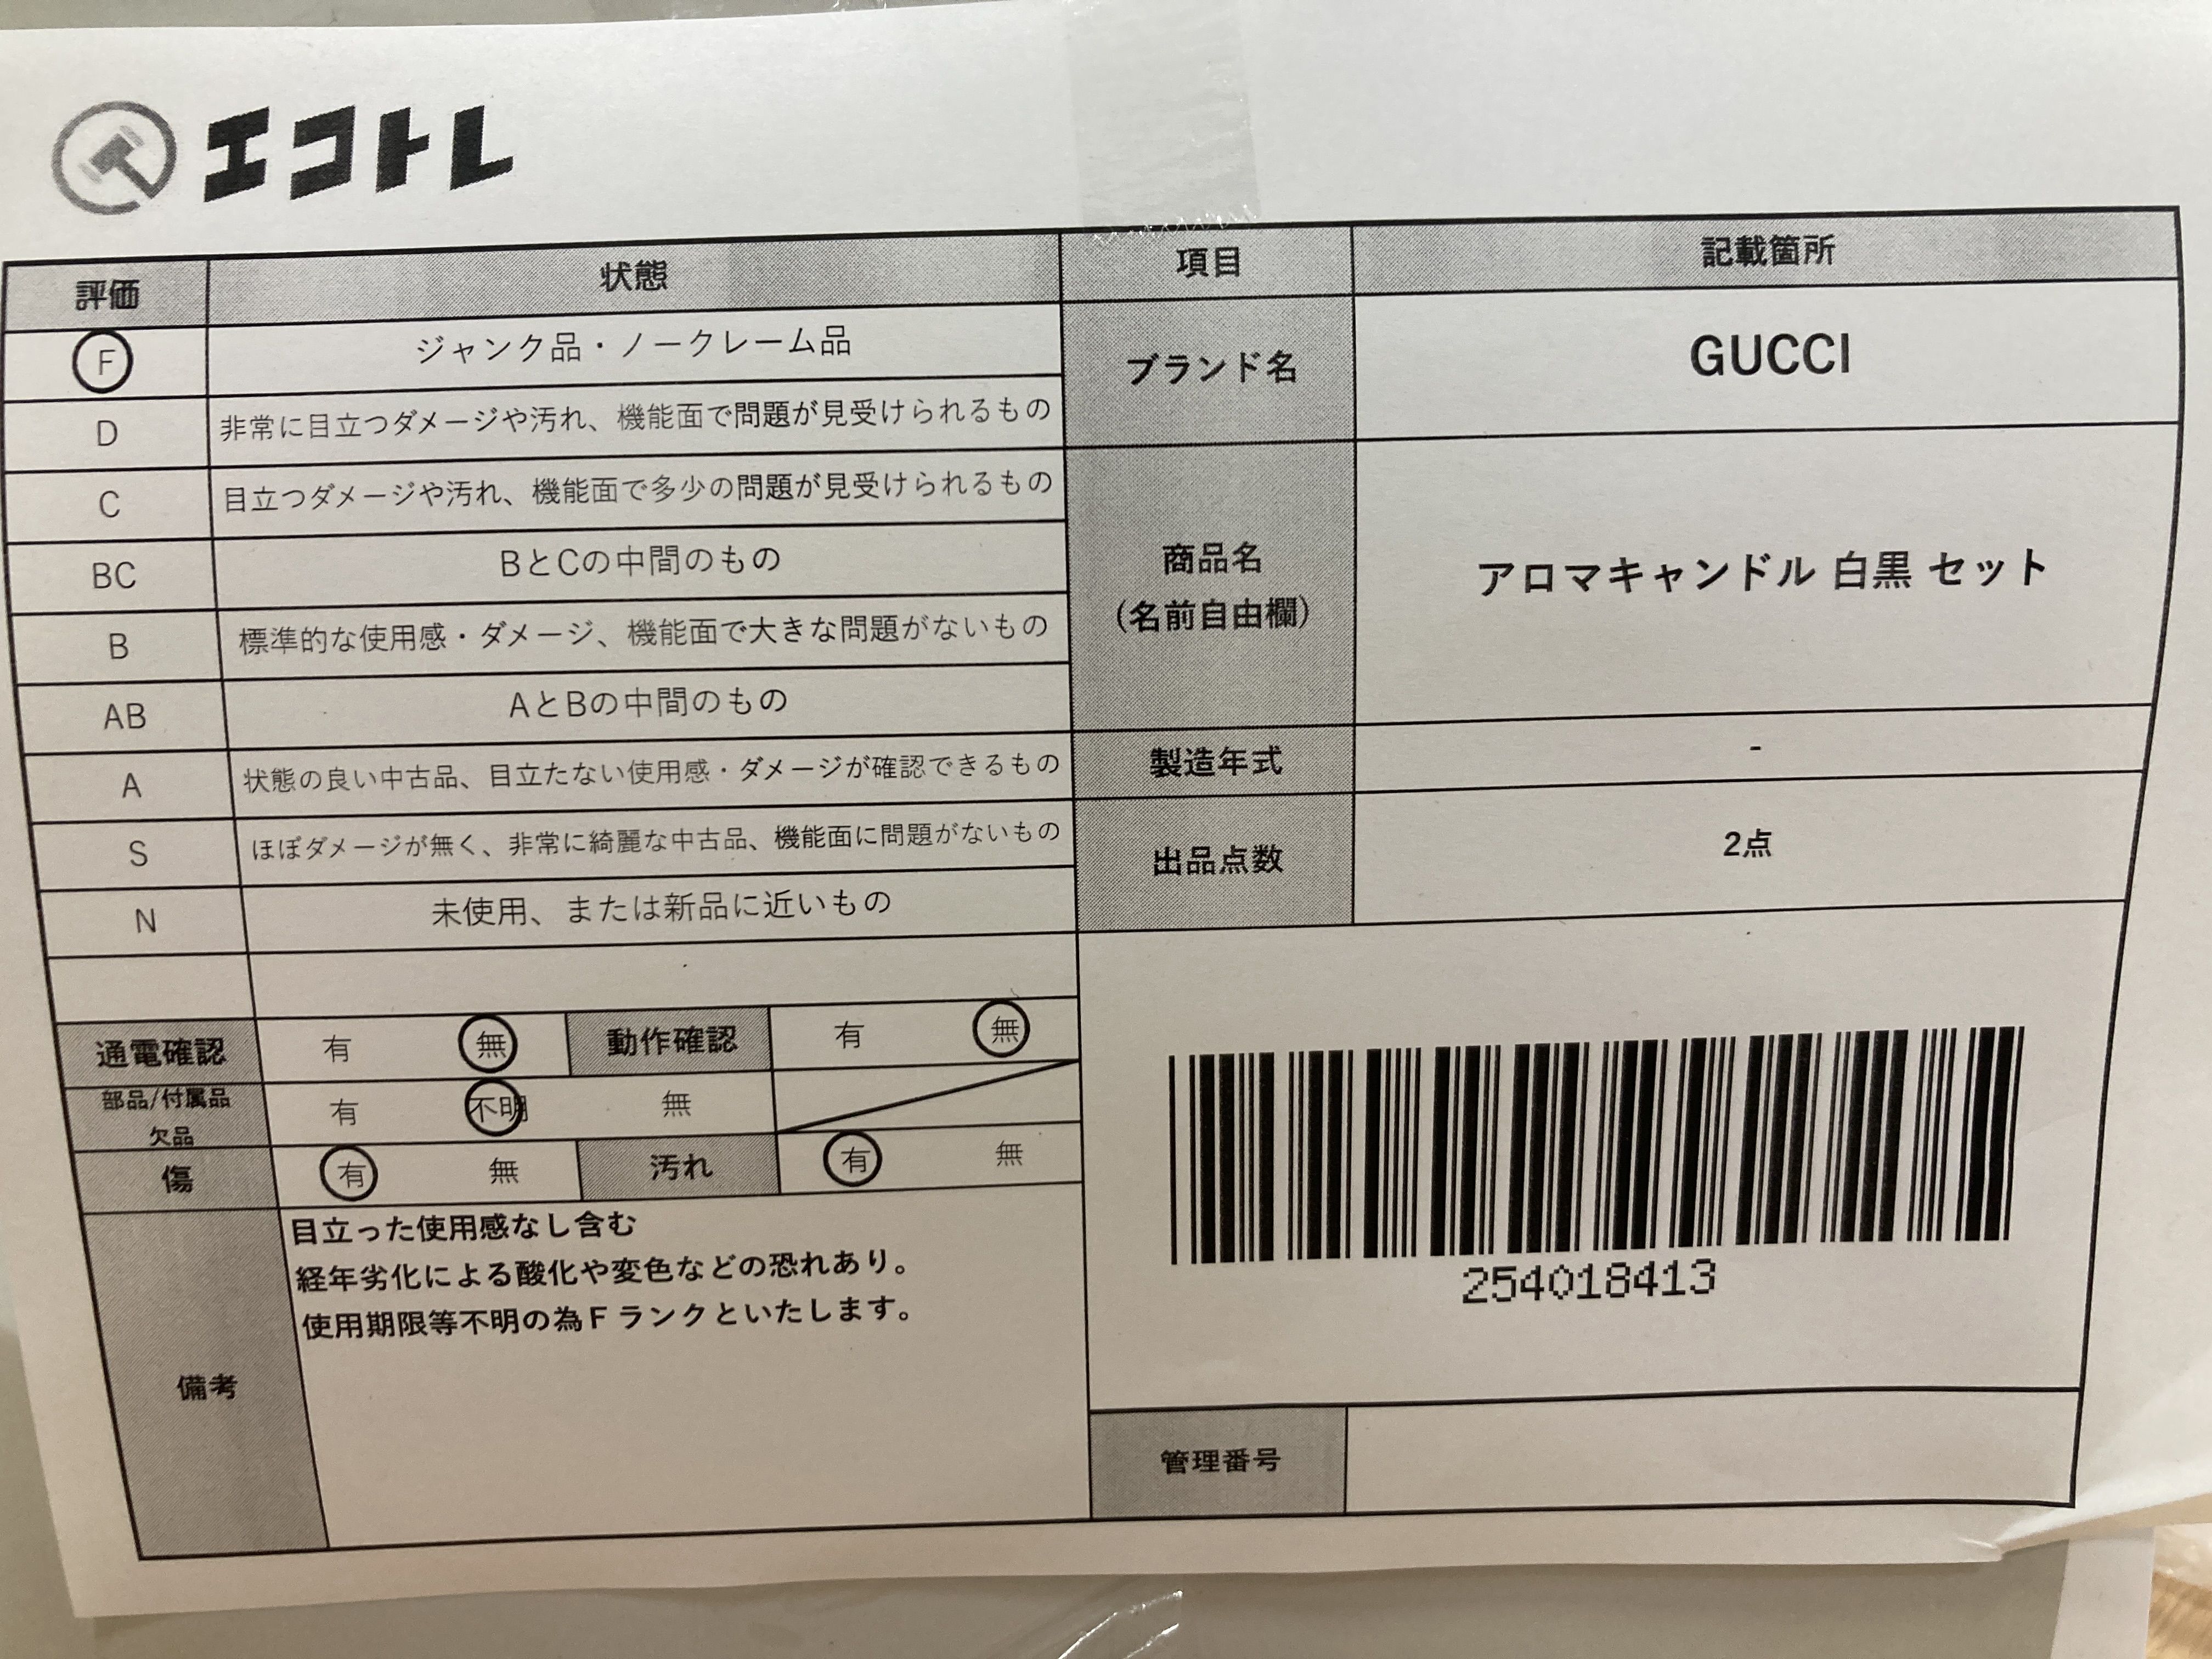 エコトレ
評価 状態
F ジャンク品・ノークレーム品
D 非常に目立つダメージや汚れ、機能面で問題が見受けられるもの
C 目立つダメージや汚れ、機能面で多少の問題が見受けられるもの
BC BとCの中間のもの
B 標準的な使用感・ダメージ、機能面で大きな問題がないもの
AB AとBの中間のもの
A 状態の良い中古品、目立たない使用感・ダメージが確認できるもの
S ほぼダメージが無く、非常に綺麗な中古品、機能面に問題がないもの
N 未使用、または新品に近いもの
通電確認 有 無 動作確認 有 無
部品/付属品 有 不明 無
欠品
傷 有 無 汚れ 有 無
備考
目立った使用感なし含む
経年劣化による酸化や変色などの恐れあり。
使用期限等不明の為Fランクといたします。
項目 記載箇所
ブランド名 GUCCI
商品名
(名前自由欄)
アロマキャンドル 白黒 セット
製造年式 -
出品点数 2点
254018413
管理番号